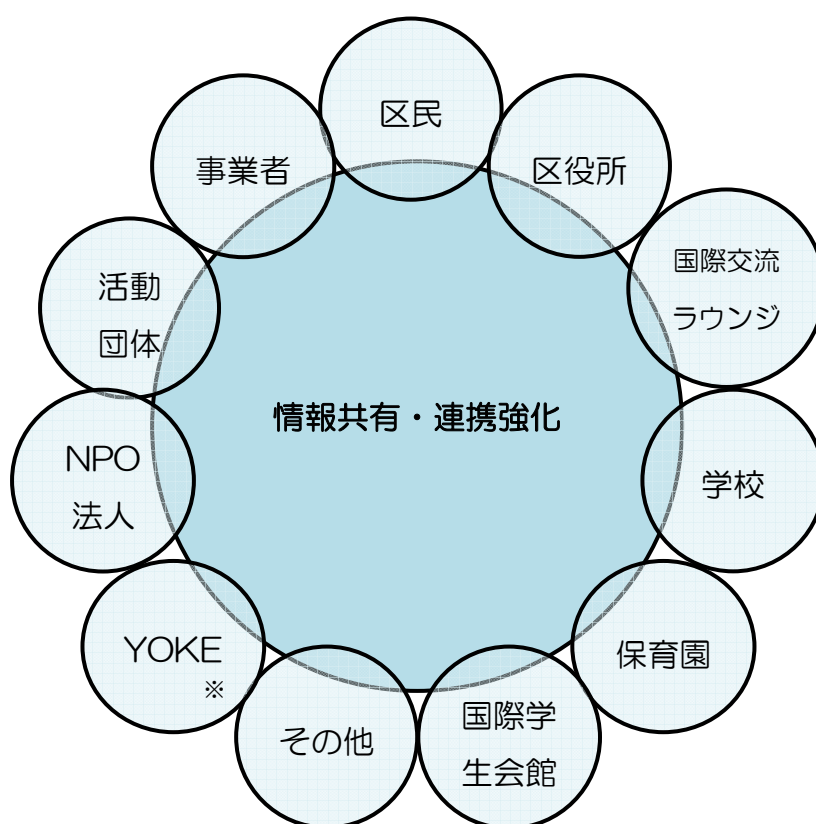 区民
事業者
区役所
国際交流
ラウンジ
活動
団体
情報共有・連携強化
NPO
法人
学校
YOKE
※
保育園
その他
国際学
生会館